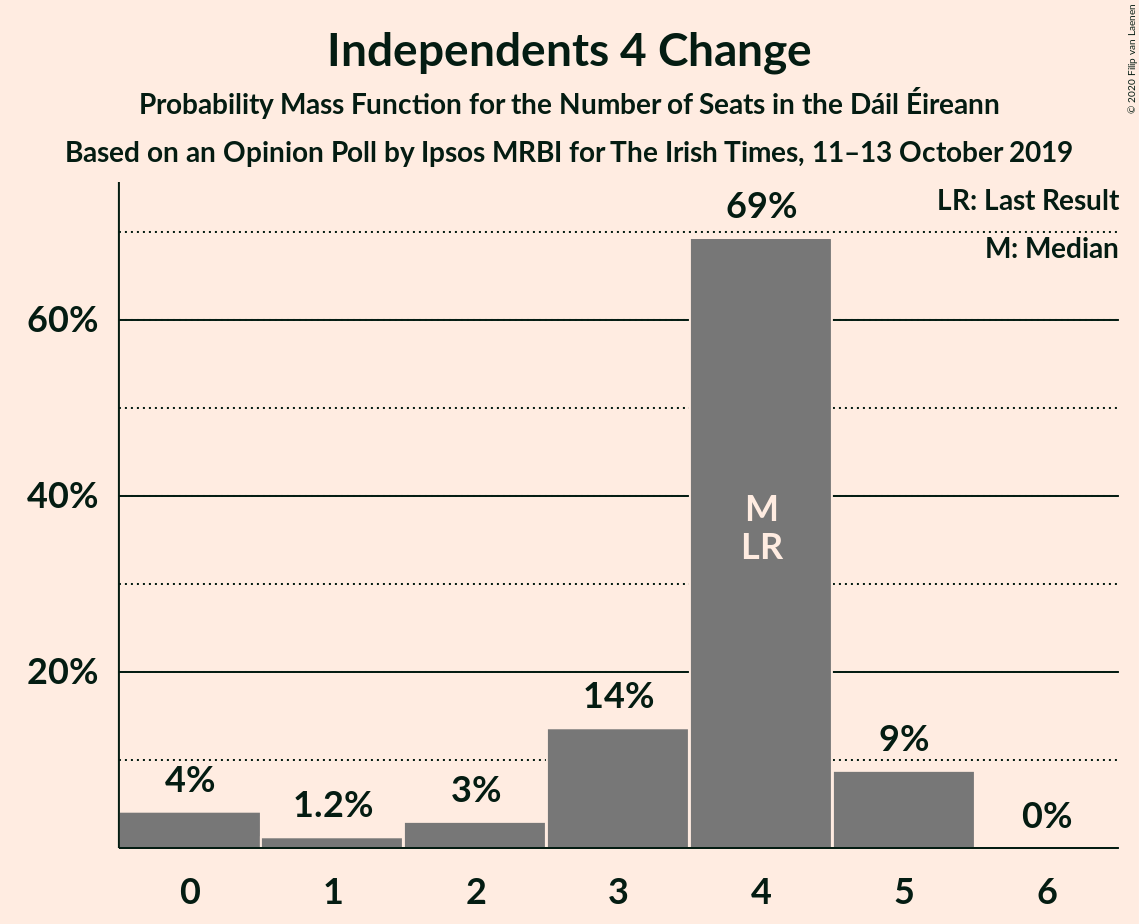 Independents 4 Change
Probability Mass Function for the Number of Seats in the Dáil Éireann
Based on an Opinion Poll by Ipsos MRBI for The Irish Times, 11–13 October 2019
© 2020 Filip van Laenen
LR: Last Result
M: Median
60%
40%
20%
4%
1.2%
3%
14%
69%
9%
0%
M
LR
0
1
2
3
4
5
6